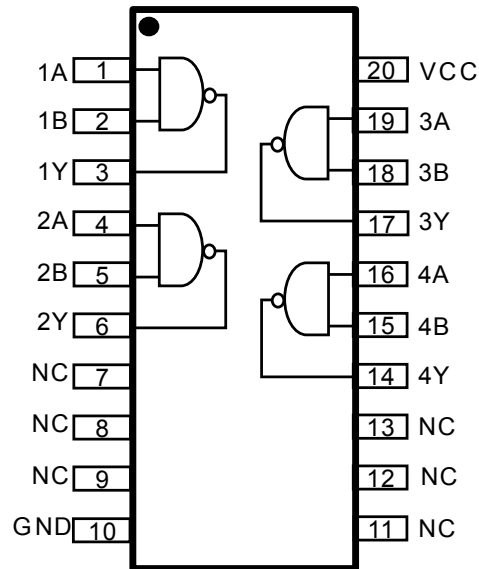 1A 1
1B 2
1Y 3
2A 4
2B 5
2Y 6
NC 7
NC 8
NC 9
GND 10
20 VCC
19 3A
18 3B
17 3Y
16 4A
15 4B
14 4Y
13 NC
12 NC
11 NC